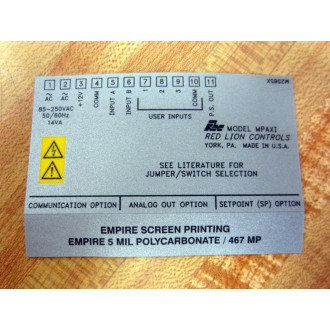 1 2 3 4 5 6 7 8 9 10 11
AC AC +12V COMM INPUT A INPUT B 1 2 3 COMM P.S. OUT
85-250VAC
50/60Hz
14VA
USER INPUTS
MODEL MPAXI
RED LION CONTROLS
YORK, PA. MADE IN U.S.A.
SEE LITERATURE FOR
JUMPER/SWITCH SELECTION
COMMUNICATION OPTION ANALOG OUT OPTION SETPOINT (SP) OPTION
EMPIRE SCREEN PRINTING
EMPIRE 5 MIL POLYCARBONATE / 467 MP